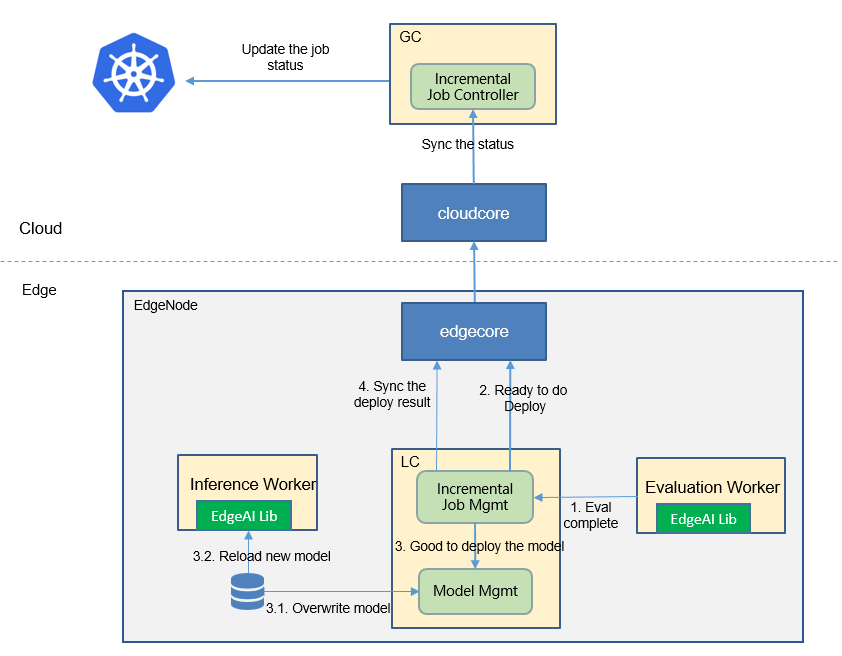 GC
Update the job
status
Incremental
Job Controller
Sync the status
cloudcore
Cloud
Edge
EdgeNode
edgecore
4. Sync the
deploy result
2. Ready to do
Deploy
LC
Inference Worker
EdgeAI Lib
Incremental
Job Mgmt
Evaluation Worker
EdgeAI Lib
1. Eval
complete
3. Good to deploy the model
3.2. Reload new model
Model Mgmt
3.1. Overwrite model